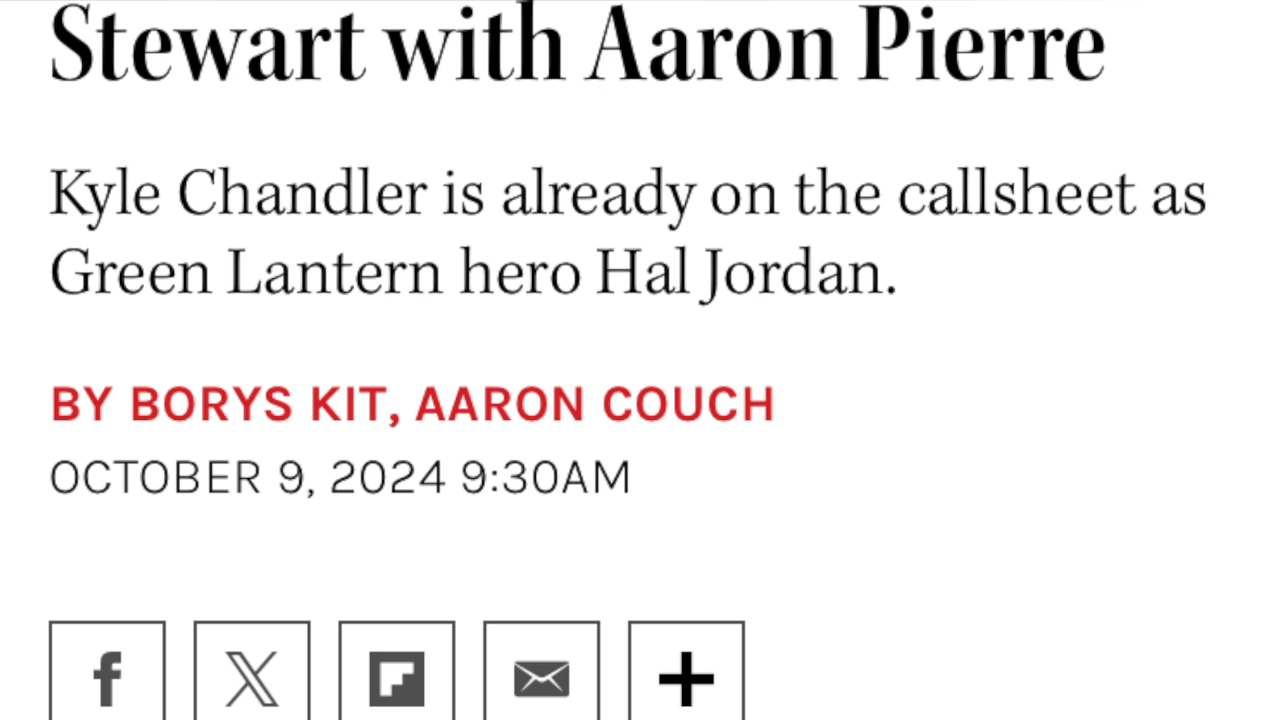 Stewart with Aaron Pierre
Kyle Chandler is already on the callsheet as
Green Lantern hero Hal Jordan.
BY BORYS KIT, AARON COUCH
OCTOBER 9, 2024 9:30AM